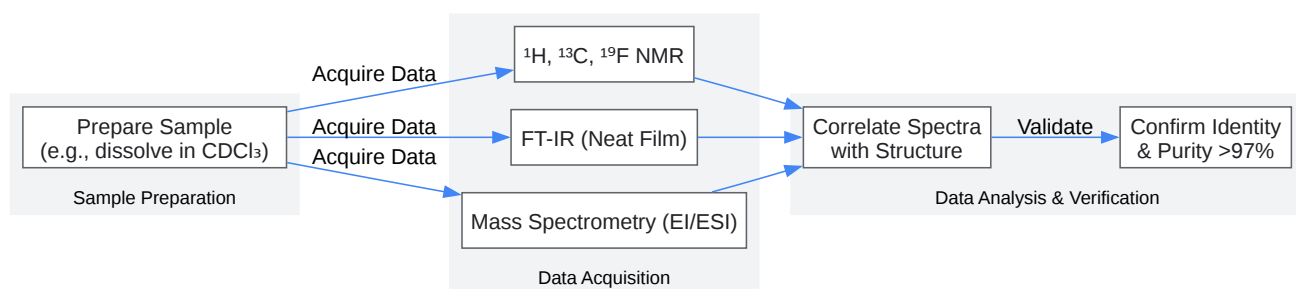 ¹H, ¹³C, ¹⁹F NMR
Acquire Data
Prepare Sample
(e.g., dissolve in CDCl₃)
Acquire Data
FT-IR (Neat Film)
Correlate Spectra
with Structure
Validate
Confirm Identity
& Purity >97%
Acquire Data
Sample Preparation
Mass Spectrometry (EI/ESI)
Data Analysis & Verification
Data Acquisition